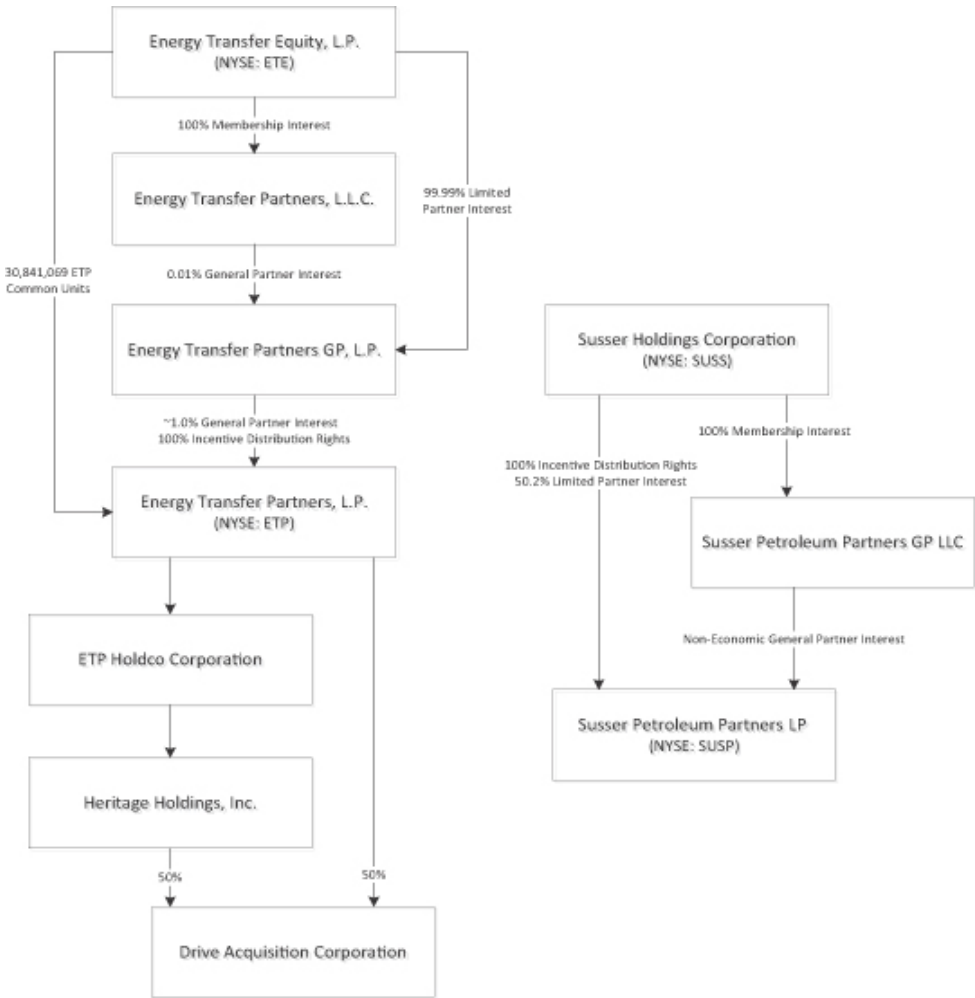 Energy Transfer Equity, L.P.
(NYSE: ETE)
100% Membership Interest
Energy Transfer Partners, L.L.C.
99.99% Limited
Partner Interest
30,841,069 ETP
Common Units
0.01% General Partner Interest
Energy Transfer Partners GP, L.P.
~1.0% General Partner Interest
100% Incentive Distribution Rights
Energy Transfer Partners, L.P.
(NYSE: ETP)
ETP Holdco Corporation
Heritage Holdings, Inc.
50%
50%
Drive Acquisition Corporation
Susser Holdings Corporation
(NYSE: SUSS)
100% Membership Interest
100% Incentive Distribution Rights
50.2% Limited Partner Interest
Susser Petroleum Partners GP LLC
Non-Economic General Partner Interest
Susser Petroleum Partners LP
(NYSE: SUSP)